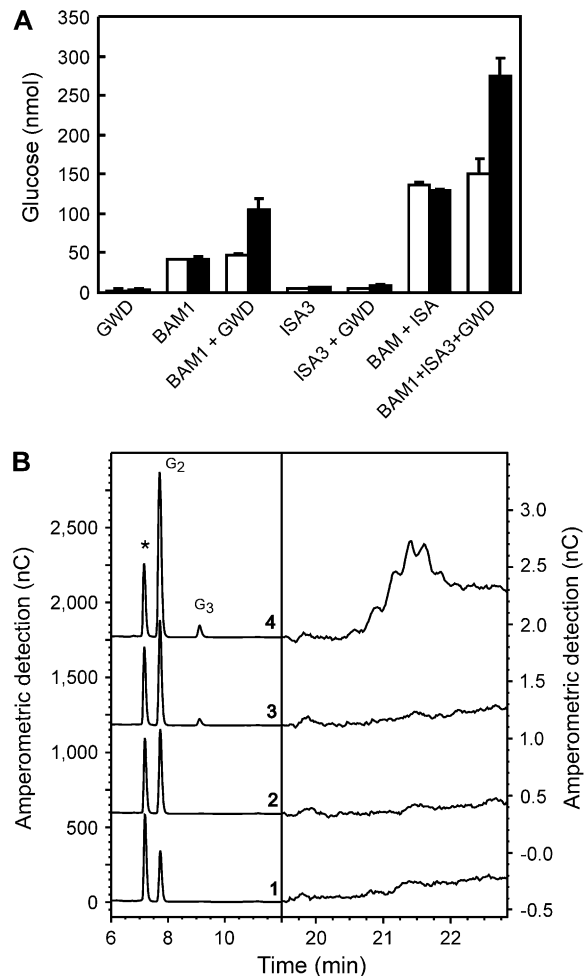 A
350
300
250
200
150
100
50
0
Glucose (nmol)
GWD
BAM1
BAM1 + GWD
ISA3
ISA3 + GWD
BAM + ISA
BAM1+ISA3+GWD
B
G2
*
G3
4
3
2
1
2,500
2,000
1,500
1,000
500
0
Amperometric detection (nC)
3.0
2.5
2.0
1.5
1.0
0.5
-0.0
-0.5
Amperometric detection (nC)
6 8 10 20 21 22
Time (min)